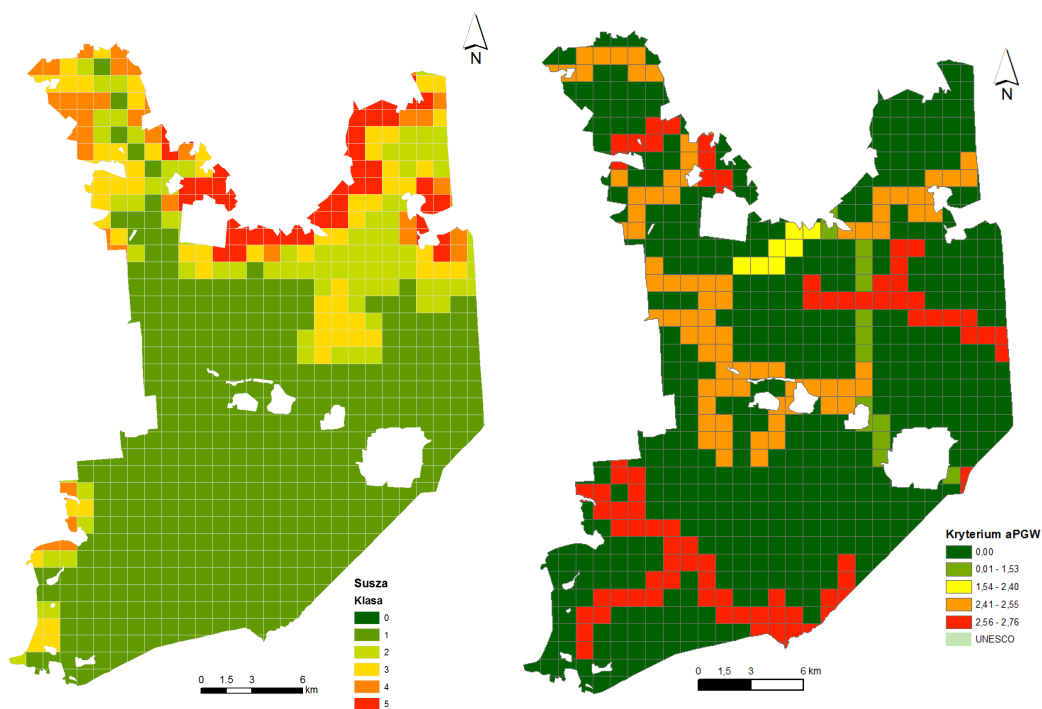 N
Susza
Klasa
0
1
2
3
4
5
0 1.5 3 6
km
N
Kryterium aPGW
0,00
0,01 - 1,53
1,54 - 2,40
2,41 - 2,55
2,56 - 2,76
UNESCO
0 1,5 3 6 km